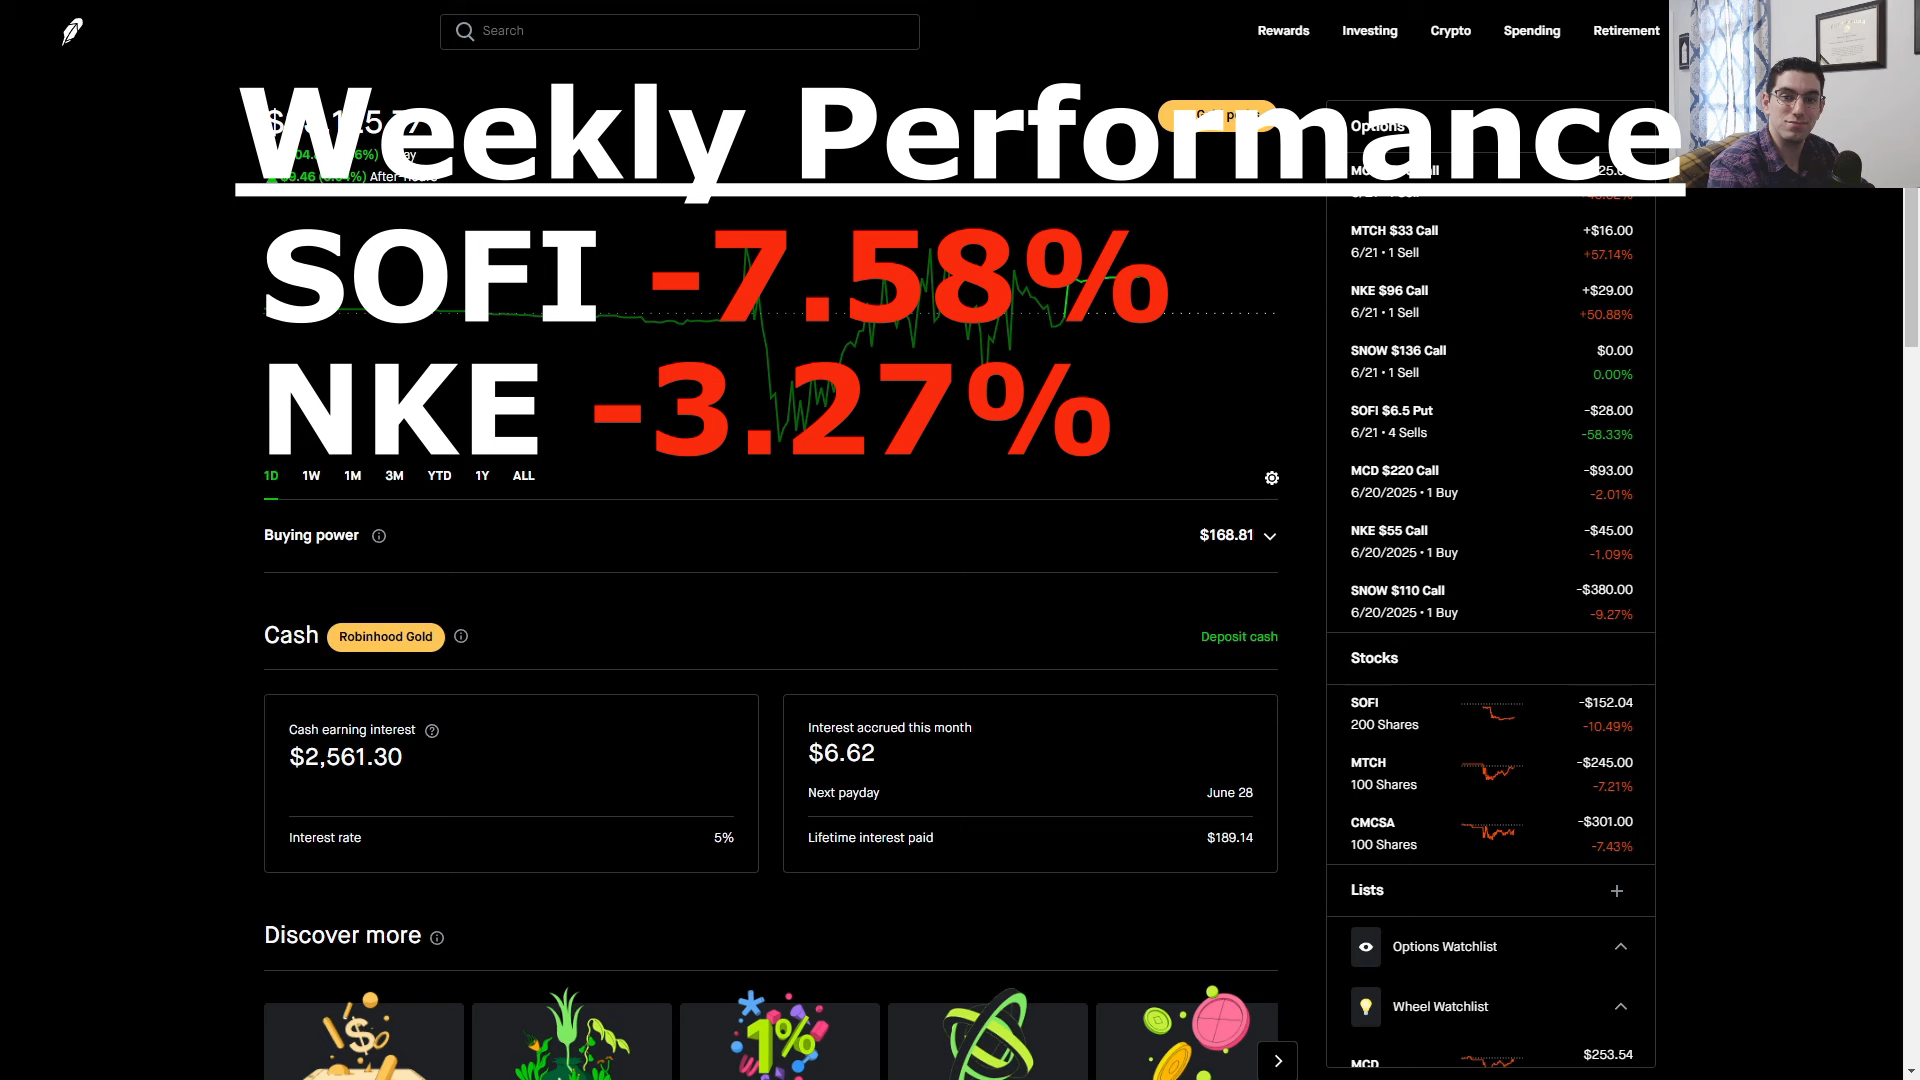 Search
Rewards
Investing
Crypto
Spending
Retirement
Weekly Performance
Options
SOFI -7.58%
NKE -3.27%
1D
1W
1M
3M
YTD
1Y
ALL
Buying power
$168.81
Cash
Robinhood Gold
Deposit cash
Cash earning interest
$2,561.30
Interest rate
5%
Interest accrued this month
$6.62
Next payday
June 28
Lifetime interest paid
$189.14
Discover more
$
1%
MTCH $33 Call
+$16.00
6/21 • 1 Sell
+57.14%
NKE $96 Call
+$29.00
6/21 • 1 Sell
+50.88%
SNOW $136 Call
$0.00
6/21 • 1 Sell
0.00%
SOFI $6.5 Put
-$28.00
6/21 • 4 Sells
-58.33%
MCD $220 Call
-$93.00
6/20/2025 • 1 Buy
-2.01%
NKE $55 Call
-$45.00
6/20/2025 • 1 Buy
-1.09%
SNOW $110 Call
-$380.00
6/20/2025 • 1 Buy
-9.27%
Stocks
SOFI
-$152.04
200 Shares
-10.49%
MTCH
-$245.00
100 Shares
-7.21%
CMCSA
-$301.00
100 Shares
-7.43%
Lists
Options Watchlist
Wheel Watchlist
MCD
$253.54